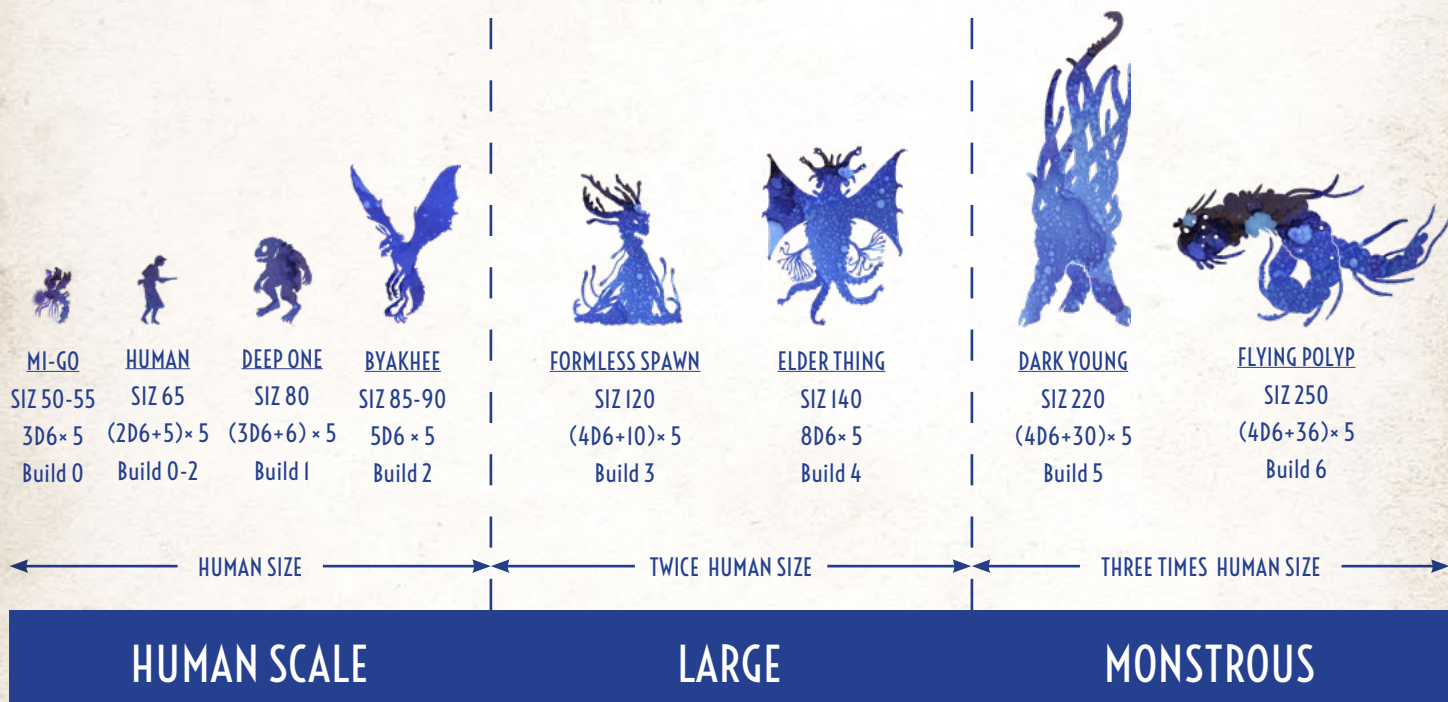 MI-GO
SIZ 50-55
3D6× 5
Build 0
HUMAN
SIZ 65
(2D6+5)× 5
Build 0-2
DEEP ONE
SIZ 80
(3D6+6) × 5
Build 1
BYAKHEE
SIZ 85-90
5D6 × 5
Build 2
FORMLESS SPAWN
SIZ 120
(4D6+10)× 5
Build 3
ELDER THING
SIZ 140
8D6× 5
Build 4
DARK YOUNG
SIZ 220
(4D6+30)× 5
Build 5
FLYING POLYP
SIZ 250
(4D6+36)× 5
Build 6
HUMAN SIZE
TWICE HUMAN SIZE
THREE TIMES HUMAN SIZE
HUMAN SCALE
LARGE
MONSTROUS